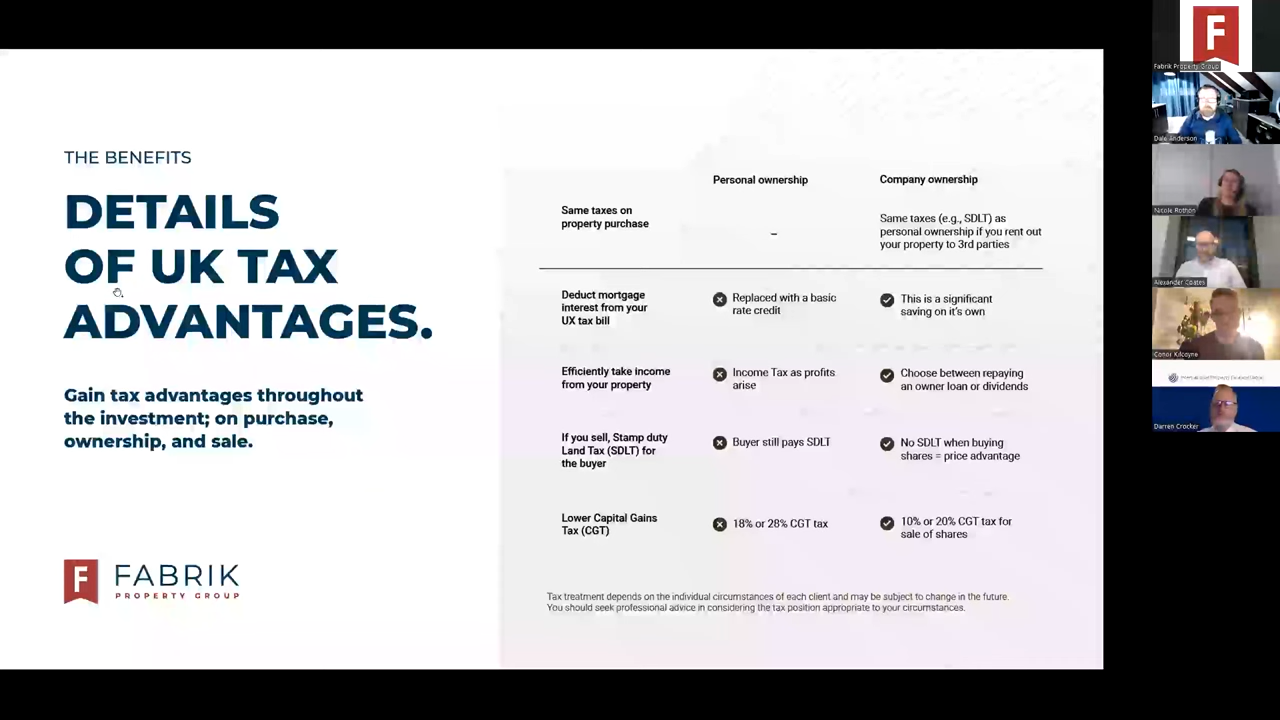 THE BENEFITS
DETAILS
OF UK TAX
ADVANTAGES.
Gain tax advantages throughout
the investment; on purchase,
ownership, and sale.
F FABRIK
PROPERTY GROUP
Personal ownership
Company ownership
Same taxes on
property purchase
–
Same taxes (e.g., SDLT) as
personal ownership if you rent out
your property to 3rd parties
Deduct mortgage
interest from your
UX tax bill
Replaced with a basic
rate credit
This is a significant
saving on it's own
Efficiently take income
from your property
Income Tax as profits
arise
Choose between repaying
an owner loan or dividends
If you sell, Stamp duty
Land Tax (SDLT) for
the buyer
Buyer still pays SDLT
No SDLT when buying
shares = price advantage
Lower Capital Gains
Tax (CGT)
18% or 28% CGT tax
10% or 20% CGT tax for
sale of shares
Tax treatment depends on the individual circumstances of each client and may be subject to change in the future.
You should seek professional advice in considering the tax position appropriate to your circumstances.
F
Fabrik Property Group
Dale Anderson
Nicole Rothon
Alexander Coates
Conor Kilcoyne
Darren Crocker